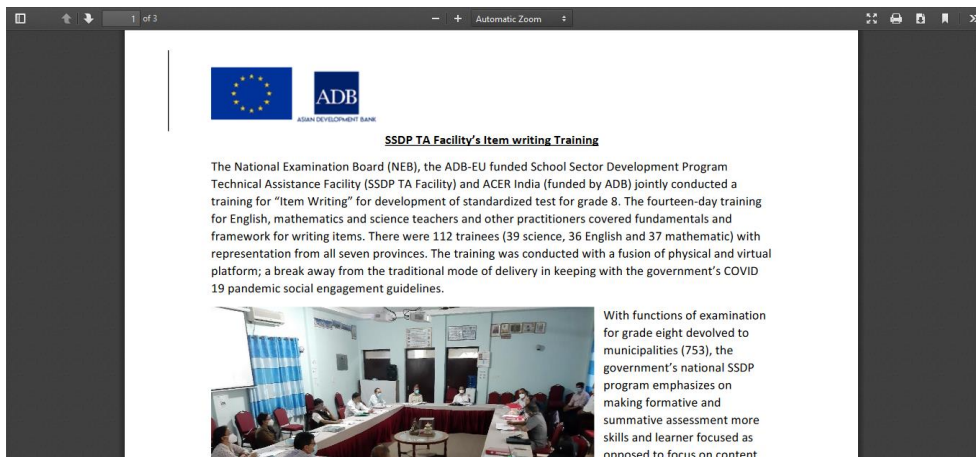 1 of 3
− + Automatic Zoom
ADB
ASIAN DEVELOPMENT BANK
SSDP TA Facility’s Item writing Training
The National Examination Board (NEB), the ADB-EU funded School Sector Development Program
Technical Assistance Facility (SSDP TA Facility) and ACER India (funded by ADB) jointly conducted a
training for “Item Writing” for development of standardized test for grade 8. The fourteen-day training
for English, mathematics and science teachers and other practitioners covered fundamentals and
framework for writing items. There were 112 trainees (39 science, 36 English and 37 mathematic) with
representation from all seven provinces. The training was conducted with a fusion of physical and virtual
platform; a break away from the traditional mode of delivery in keeping with the government’s COVID
19 pandemic social engagement guidelines.
With functions of examination
for grade eight devolved to
municipalities (753), the
government’s national SSDP
program emphasizes on
making formative and
summative assessment more
skills and learner focused as
opposed to focus on content